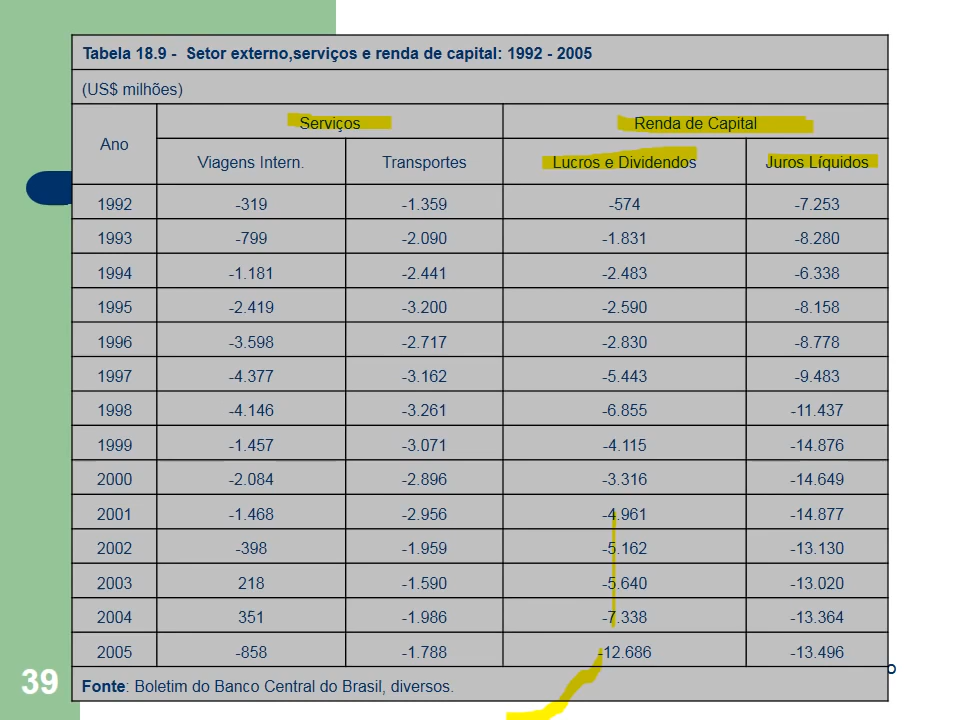 Tabela 18.9 - Setor externo,serviços e renda de capital: 1992 - 2005
(US$ milhões)
Ano Serviços Renda de Capital
Viagens Intern. Transportes Lucros e Dividendos Juros Líquidos
1992 -319 -1.359 -574 -7.253
1993 -799 -2.090 -1.831 -8.280
1994 -1.181 -2.441 -2.483 -6.338
1995 -2.419 -3.200 -2.590 -8.158
1996 -3.598 -2.717 -2.830 -8.778
1997 -4.377 -3.162 -5.443 -9.483
1998 -4.146 -3.261 -6.855 -11.437
1999 -1.457 -3.071 -4.115 -14.876
2000 -2.084 -2.896 -3.316 -14.649
2001 -1.468 -2.956 -4.961 -14.877
2002 -398 -1.959 -5.162 -13.130
2003 218 -1.590 -5.640 -13.020
2004 351 -1.986 -7.338 -13.364
2005 -858 -1.788 -12.686 -13.496
Fonte: Boletim do Banco Central do Brasil, diversos.
39